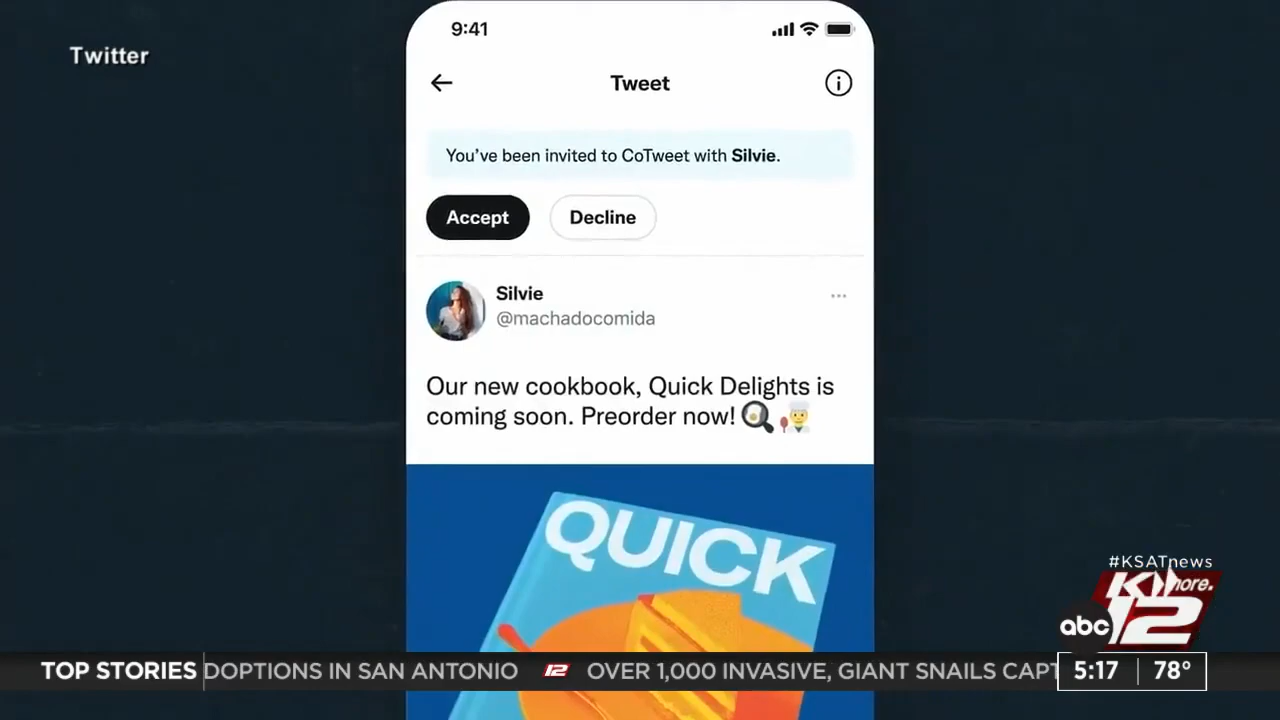 Twitter
9:41
Tweet
You've been invited to CoTweet with Silvie.
Accept
Decline
Silvie
@machadocomida
Our new cookbook, Quick Delights is
coming soon. Preorder now!
QUICK
#KSATnews
more.
abc
12
TOP STORIES
DOPTIONS IN SAN ANTONIO
12
OVER 1,000 INVASIVE, GIANT SNAILS CAPT
5:17
78°